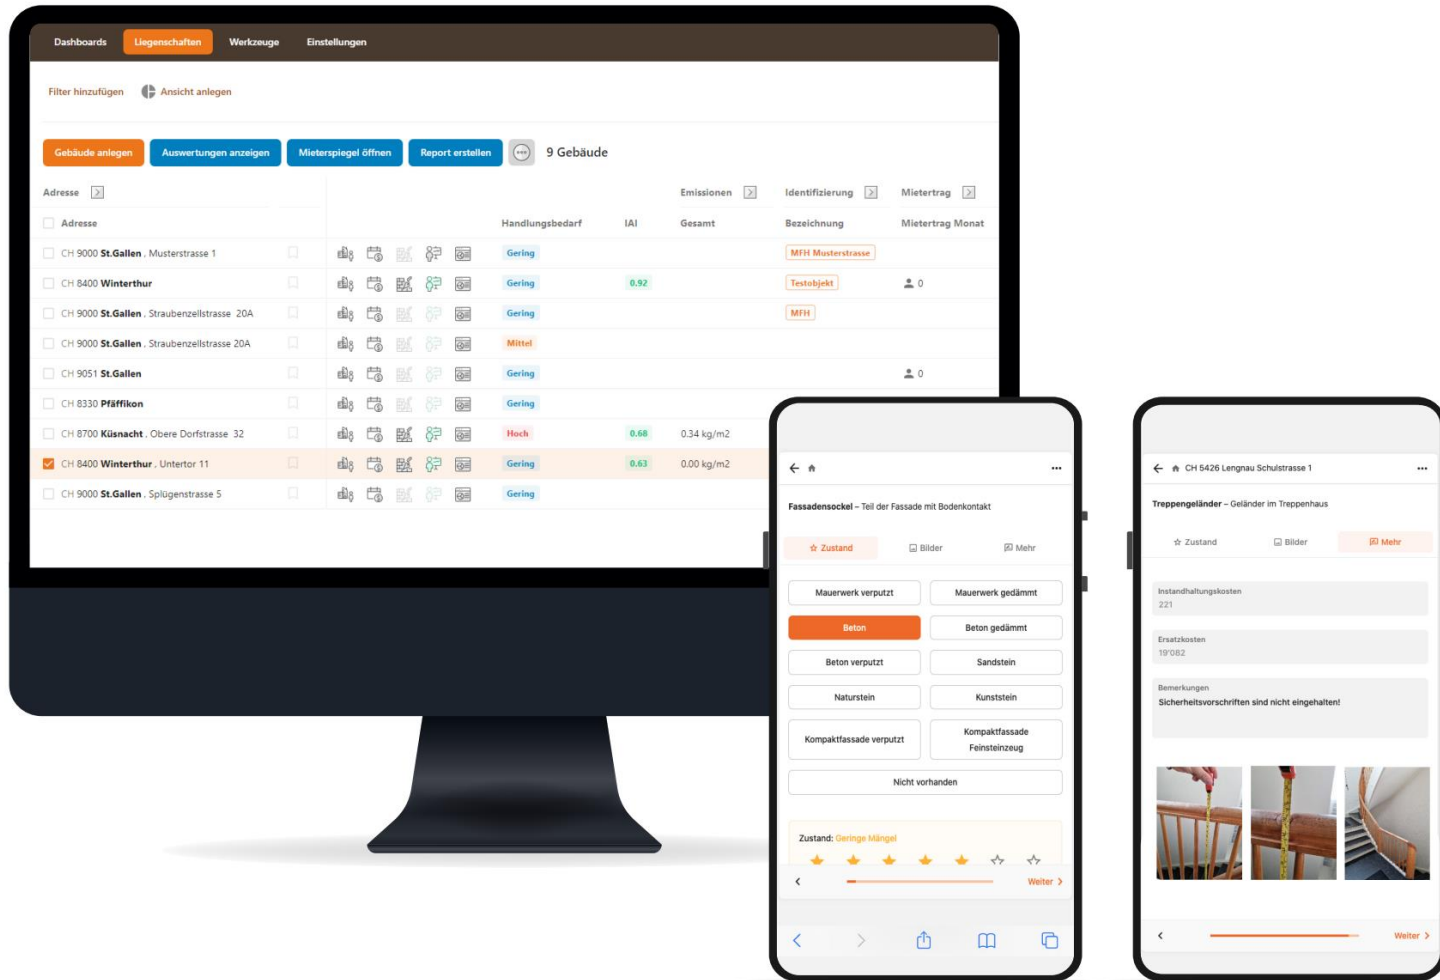 Dashboards Liegenschaften Werkzeuge Einstellungen
Filter hinzufügen Ansicht anlegen
Gebäude anlegen Auswertungen anzeigen Mieterspiegel öffnen Report erstellen 9 Gebäude
Adresse Emissionen Identifizierung Mietertrag
Adresse Handlungsbedarf IAI Gesamt Bezeichnung Mietertrag Monat
CH 9000 St.Gallen , Musterstrasse 1 Gering MFH Musterstrasse
CH 8400 Winterthur Gering 0.92 Testobjekt 0
CH 9000 St.Gallen , Straubenzellstrasse 20A Gering MFH
CH 9000 St.Gallen , Straubenzellstrasse 20A Mittel
CH 9051 St.Gallen Gering 0
CH 8330 Pfäffikon Gering
CH 8700 Küsnacht , Obere Dorfstrasse 32 Hoch 0.68 0.34 kg/m2
CH 8400 Winterthur , Untertor 11 Gering 0.63 0.00 kg/m2
CH 9000 St.Gallen , Splügenstrasse 5 Gering
Fassadensockel – Teil der Fassade mit Bodenkontakt
Zustand Bilder Mehr
Mauerwerk verputzt Mauerwerk gedämmt
Beton Beton gedämmt
Beton verputzt Sandstein
Naturstein Kunststein
Kompaktfassade verputzt Kompaktfassade
Feinsteinzeug
Nicht vorhanden
Zustand: Geringe Mängel
Weiter
CH 5426 Lengnau Schulstrasse 1
Treppengeländer – Geländer im Treppenhaus
Zustand Bilder Mehr
Instandhaltungskosten
221
Ersatzkosten
19'082
Bemerkungen
Sicherheitsvorschriften sind nicht eingehalten!
Weiter